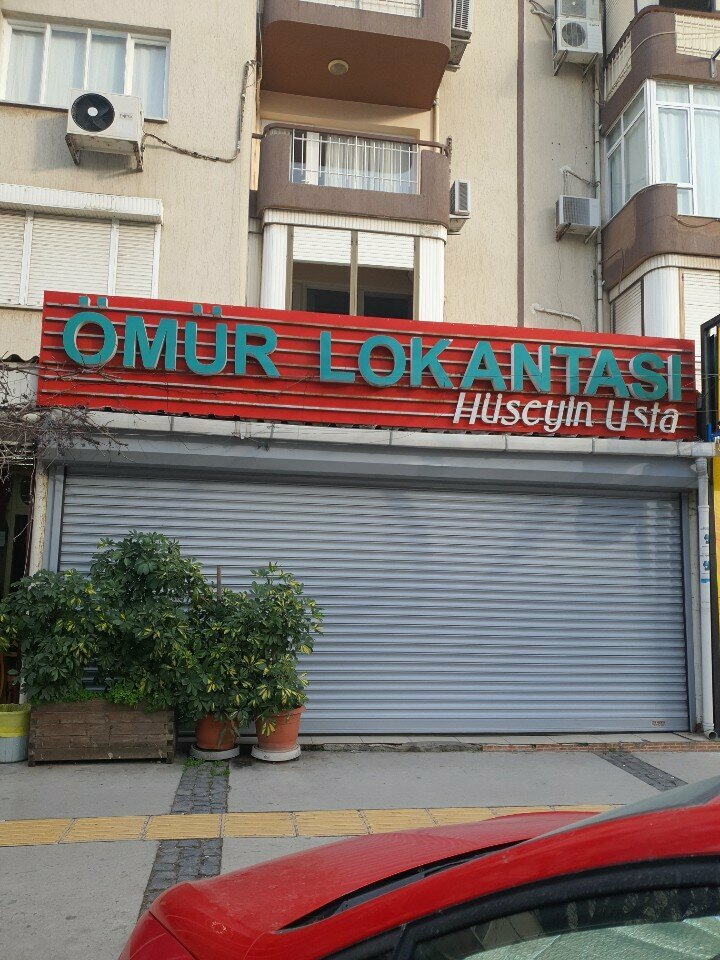 ÖMÜR LOKANTASI
Hüseyin Usta